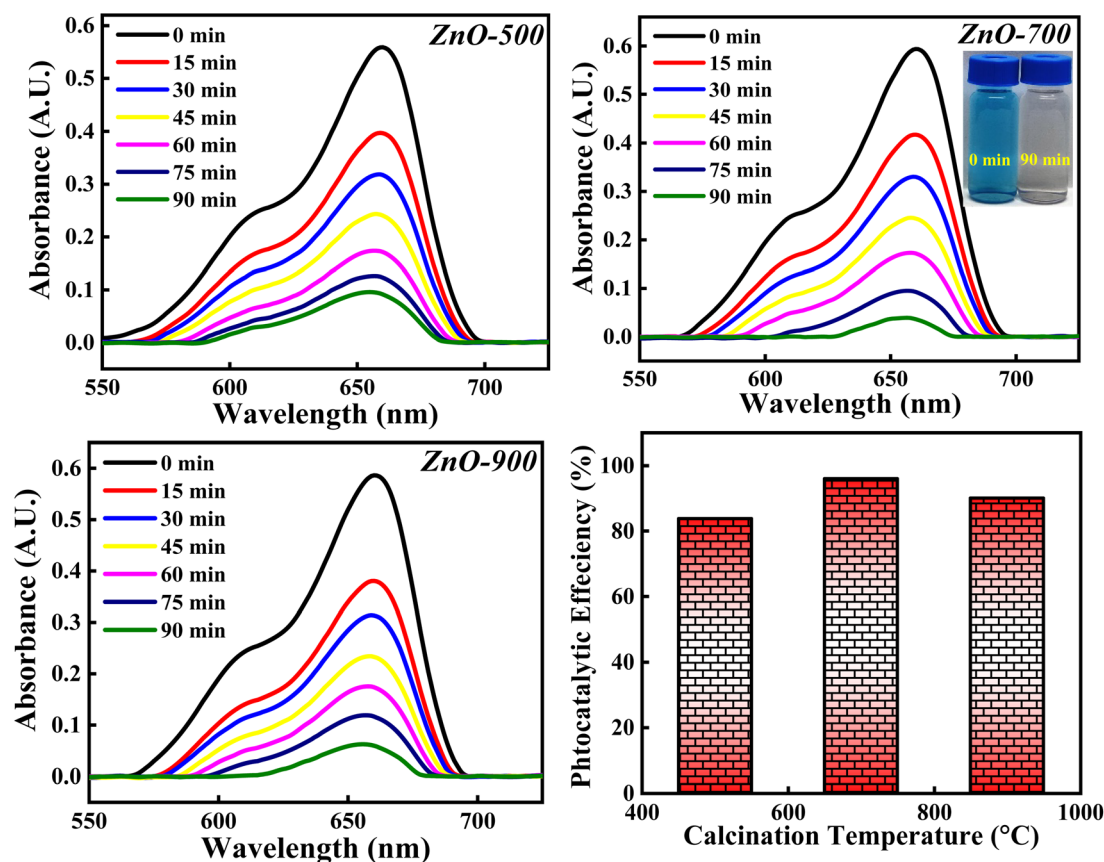 ZnO-500
0 min
15 min
30 min
45 min
60 min
75 min
90 min
Absorbance (A.U.)
0.6
0.5
0.4
0.3
0.2
0.1
0.0
550 600 650 700
Wavelength (nm)
ZnO-700
0 min
15 min
30 min
45 min
60 min
75 min
90 min
0 min 90 min
Absorbance (A.U.)
0.6
0.5
0.4
0.3
0.2
0.1
0.0
550 600 650 700
Wavelength (nm)
ZnO-900
0 min
15 min
30 min
45 min
60 min
75 min
90 min
Absorbance (A.U.)
0.6
0.5
0.4
0.3
0.2
0.1
0.0
550 600 650 700
Wavelength (nm)
Phtocatalytic Effeciency (%)
100
80
60
40
20
0
400 600 800 1000
Calcination Temperature (°C)